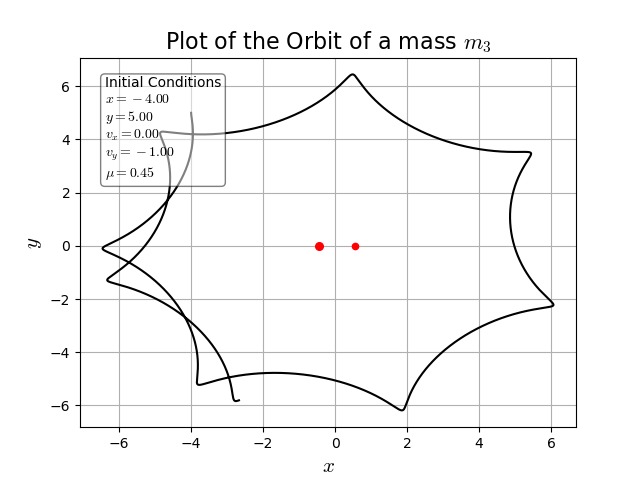 Plot of the Orbit of a mass m₃
Initial Conditions
x = −4.00
y = 5.00
vₓ = 0.00
v_y = −1.00
μ = 0.45
6
4
2
0
−2
−4
−6
y
−6
−4
−2
0
2
4
6
x